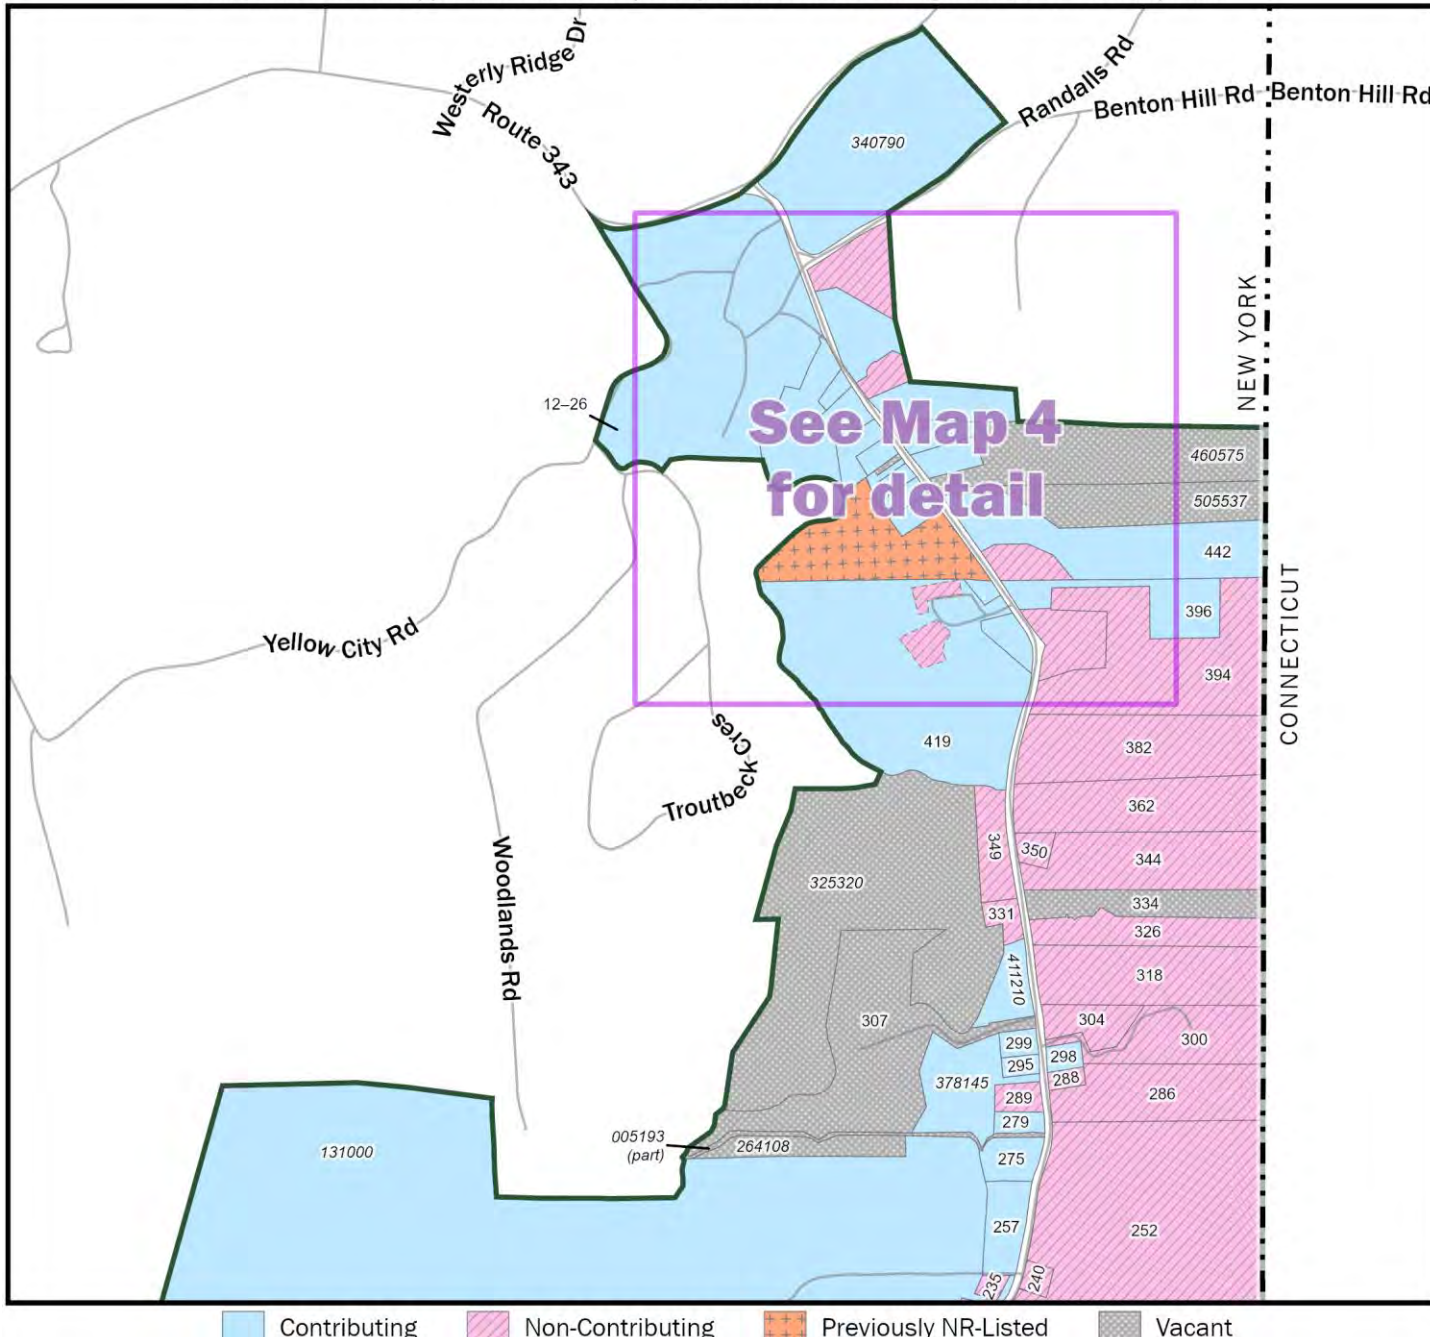 Westerly Ridge Dr
Route 343
Randalls Rd
Benton Hill Rd
Benton Hill Rd
340790
NEW YORK
12–26
See Map 4
for detail
460575
505537
442
396
CONNECTICUT
Yellow City Rd
394
419
382
Troutbeck Cres
362
349
350
344
Woodlands Rd
325320
331
334
326
411210
318
307
304
300
299
298
295
378145
288
289
286
279
005193
(part)
264108
131000
275
257
252
235
240
Contributing
Non-Contributing
Previously NR-Listed
Vacant